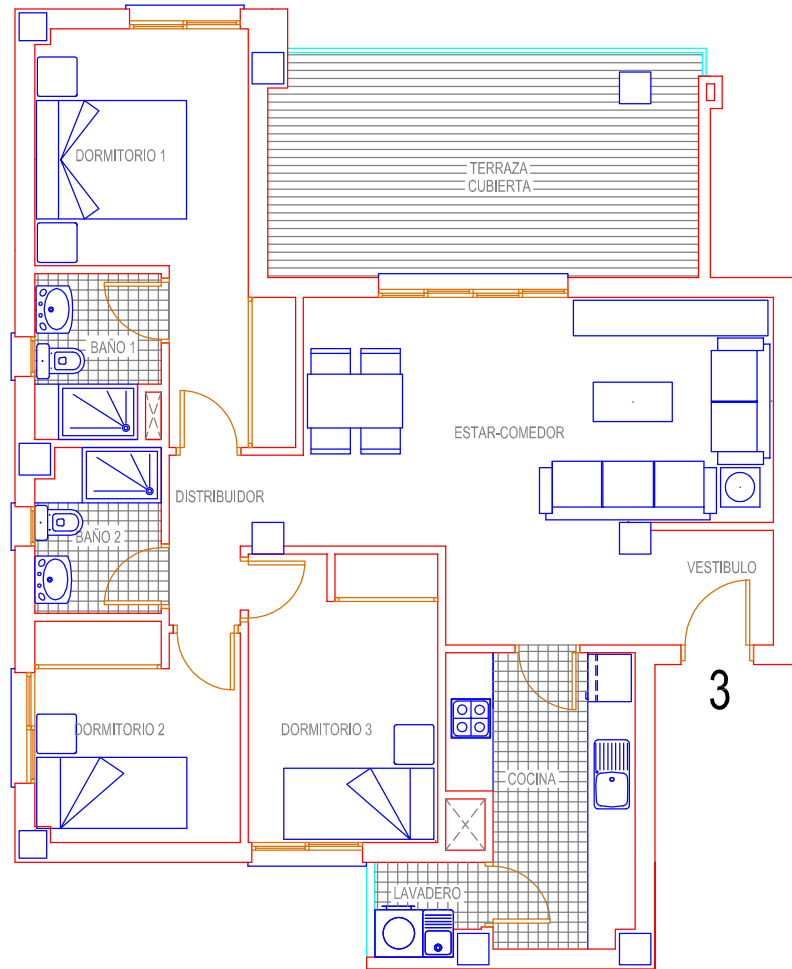 DORMITORIO 1
TERRAZA
CUBIERTA
BAÑO 1
ESTAR-COMEDOR
DISTRIBUIDOR
BAÑO 2
VESTIBULO
3
DORMITORIO 2
DORMITORIO 3
COCINA
LAVADERO